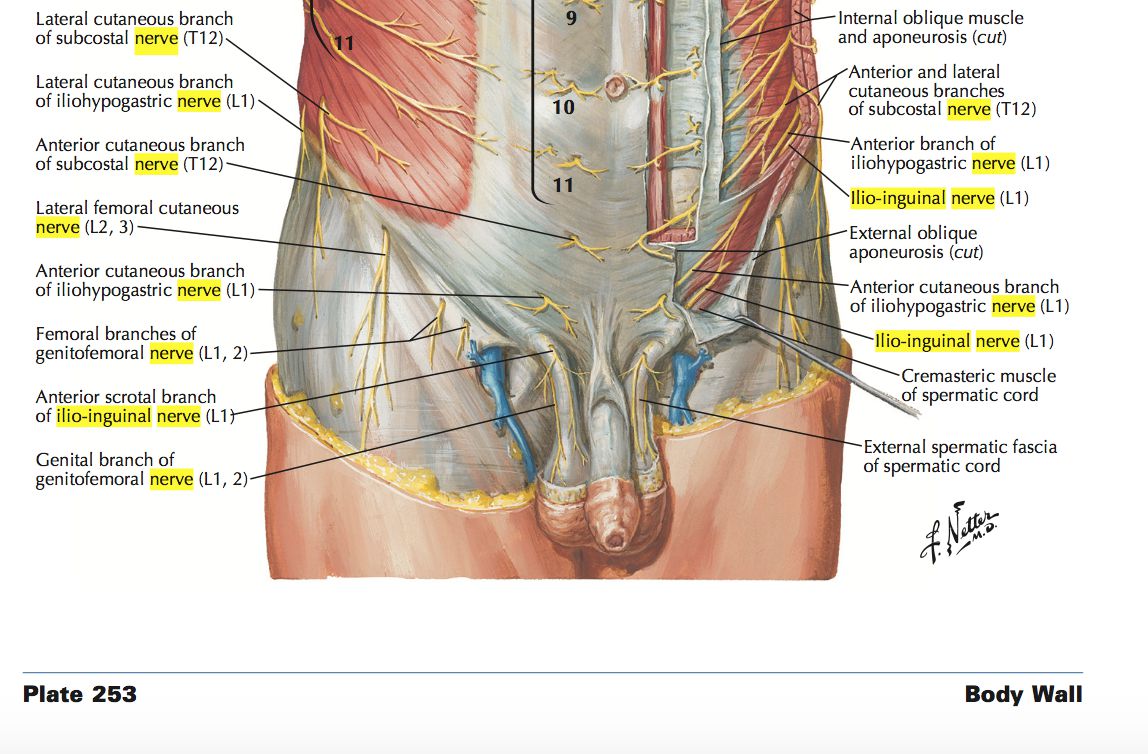 Lateral cutaneous branch
of subcostal nerve (T12)
Lateral cutaneous branch
of iliohypogastric nerve (L1)
Anterior cutaneous branch
of subcostal nerve (T12)
Lateral femoral cutaneous
nerve (L2, 3)
Anterior cutaneous branch
of iliohypogastric nerve (L1)
Femoral branches of
genitofemoral nerve (L1, 2)
Anterior scrotal branch
of ilio-inguinal nerve (L1)
Genital branch of
genitofemoral nerve (L1, 2)
11
9
10
11
Internal oblique muscle
and aponeurosis (cut)
Anterior and lateral
cutaneous branches
of subcostal nerve (T12)
Anterior branch of
iliohypogastric nerve (L1)
Ilio-inguinal nerve (L1)
External oblique
aponeurosis (cut)
Anterior cutaneous branch
of iliohypogastric nerve (L1)
Ilio-inguinal nerve (L1)
Cremasteric muscle
of spermatic cord
External spermatic fascia
of spermatic cord
F. Netter
M.D.
Plate 253
Body Wall